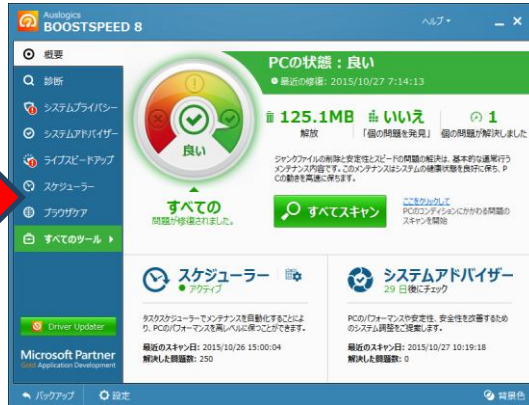 Auslogics
BOOSTSPEED 8
ヘルプ
概要
診断
システムプライバシー
システムアドバイザー
ライブスピードアップ
スケジューラー
ブラウザケア
すべてのツール
Driver Updater
Microsoft Partner
Gold Application Development
PCの状態：良い
最近の修復: 2015/10/27 7:14:13
良い
すべての
問題が修復されました。
125.1MB
解放
いいえ
「個の問題を発見」
1
個の問題が解決しました
ジャンクファイルの削除と安定性とスピードの問題の解決は、基本的な通常行う
メンテナンス内容です。このメンテナンスはシステムの健康状態を良好に保ち、P
Cの動きを高速に保ちます。
すべてスキャン
ここをクリックして
PCのコンディションにかかわる問題の
スキャンを開始
スケジューラー
アクティブ
タスクスケジューラーでメンテナンスを自動化することによ
り、PCのパフォーマンスを高レベルに保つことができます。
最近のスキャン日: 2015/10/26 15:00:04
解決した問題数: 250
システムアドバイザー
29 日後にチェック
PCのパフォーマンスや安定性、安全性を改善するため
のシステム調整をご提案します。
最近のスキャン日: 2015/10/27 10:19:18
解決した問題数: 0
バックアップ
設定
背景色